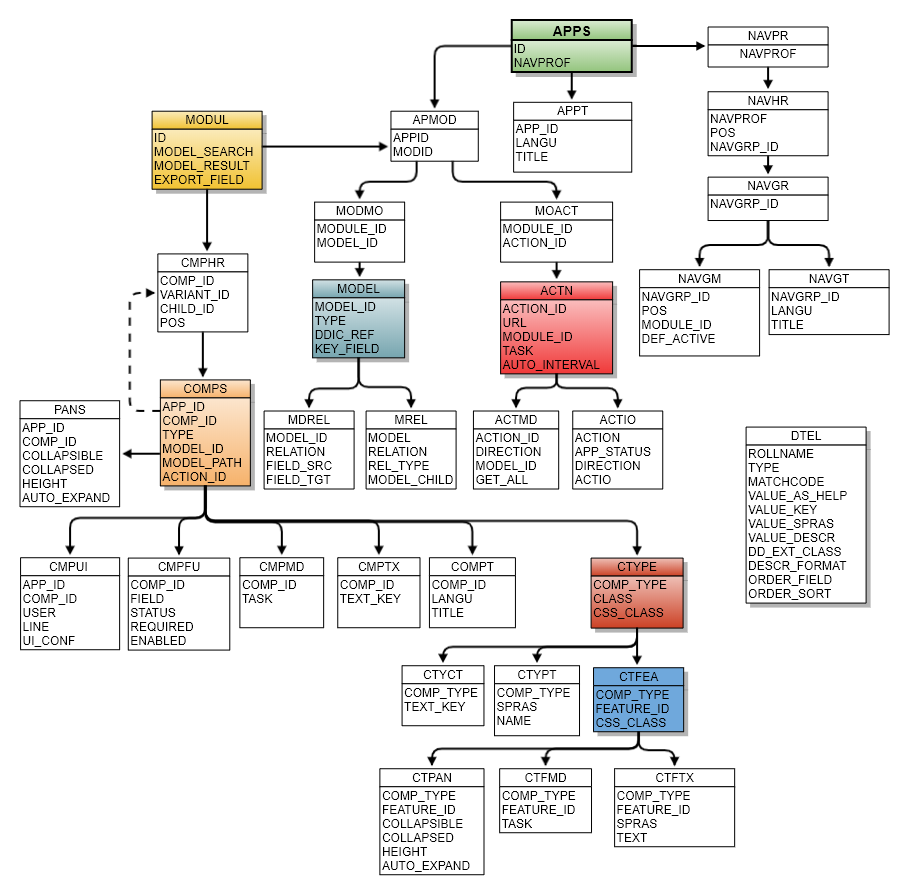 APPS
ID
NAVPROF
NAVPR
NAVPROF
NAVHR
NAVPROF
POS
NAVGRP_ID
APPT
APP_ID
LANGU
TITLE
MODUL
ID
MODEL_SEARCH
MODEL_RESULT
EXPORT_FIELD
APMOD
APPID
MODID
NAVGR
NAVGRP_ID
MODMO
MODULE_ID
MODEL_ID
MOACT
MODULE_ID
ACTION_ID
CMPHR
COMP_ID
VARIANT_ID
CHILD_ID
POS
MODEL
MODEL_ID
TYPE
DDIC_REF
KEY_FIELD
ACTN
ACTION_ID
URL
MODULE_ID
TASK
AUTO_INTERVAL
NAVGM
NAVGRP_ID
POS
MODULE_ID
DEF_ACTIVE
NAVGT
NAVGRP_ID
LANGU
TITLE
COMPS
APP_ID
COMP_ID
TYPE
MODEL_ID
MODEL_PATH
ACTION_ID
PANS
APP_ID
COMP_ID
COLLAPSIBLE
COLLAPSED
HEIGHT
AUTO_EXPAND
MDREL
MODEL_ID
RELATION
FIELD_SRC
FIELD_TGT
MREL
MODEL
RELATION
REL_TYPE
MODEL_CHILD
ACTMD
ACTION_ID
DIRECTION
MODEL_ID
GET_ALL
ACTIO
ACTION
APP_STATUS
DIRECTION
ACTIO
DTEL
ROLLNAME
TYPE
MATCHCODE
VALUE_AS_HELP
VALUE_KEY
VALUE_SPRAS
VALUE_DESCR
DD_EXT_CLASS
DESCR_FORMAT
ORDER_FIELD
ORDER_SORT
CMPUI
APP_ID
COMP_ID
USER
LINE
UI_CONF
CMPFU
COMP_ID
FIELD
STATUS
REQUIRED
ENABLED
CMPMD
COMP_ID
TASK
CMPTX
COMP_ID
TEXT_KEY
COMPT
COMP_ID
LANGU
TITLE
CTYPE
COMP_TYPE
CLASS
CSS_CLASS
CTYCT
COMP_TYPE
TEXT_KEY
CTYPT
COMP_TYPE
SPRAS
NAME
CTFEA
COMP_TYPE
FEATURE_ID
CSS_CLASS
CTPAN
COMP_TYPE
FEATURE_ID
COLLAPSIBLE
COLLAPSED
HEIGHT
AUTO_EXPAND
CTFMD
COMP_TYPE
FEATURE_ID
TASK
CTFTX
COMP_TYPE
FEATURE_ID
SPRAS
TEXT